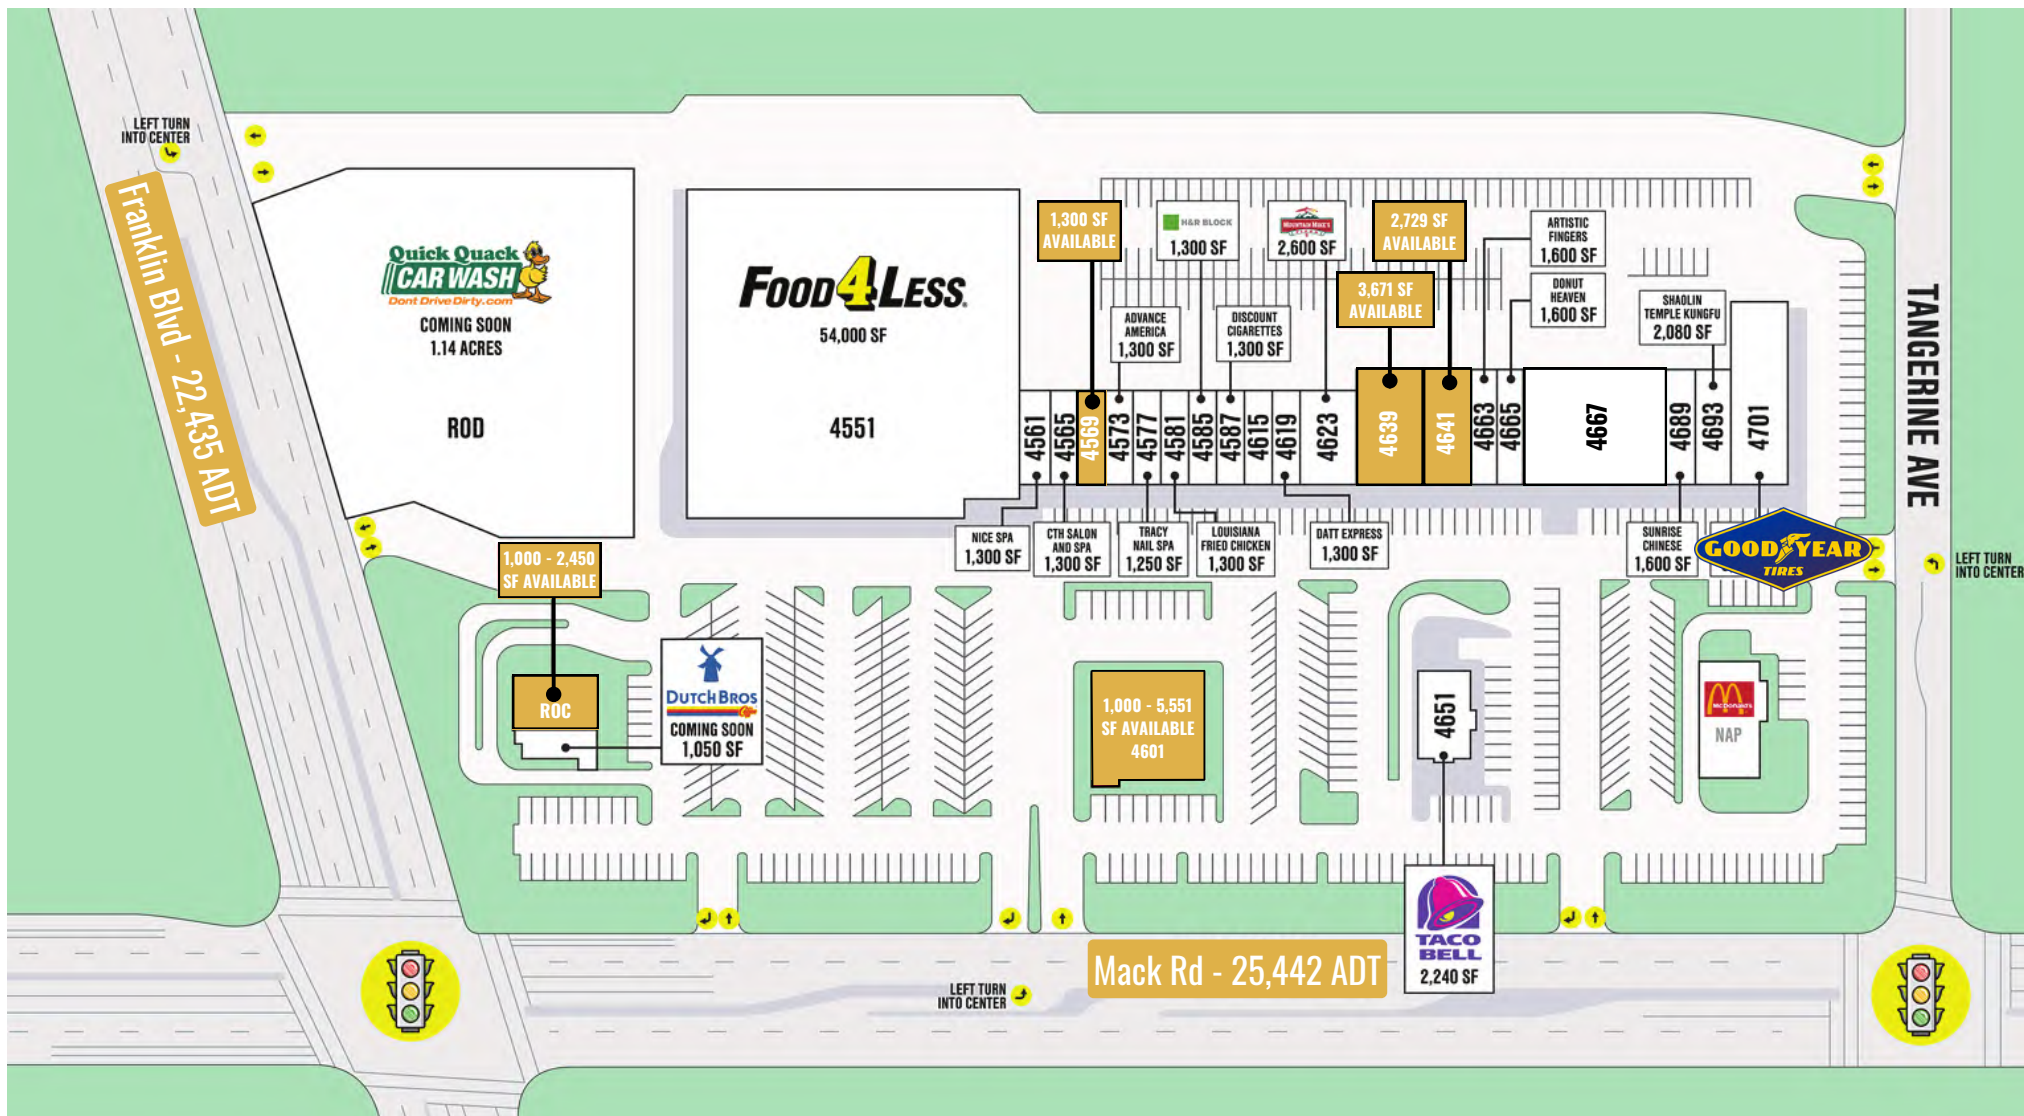 LEFT TURN
INTO CENTER
Franklin Blvd - 22,435 ADT
Quick Quack
CAR WASH
Dont Drive Dirty.com
COMING SOON
1.14 ACRES
ROD
FOOD 4 LESS
54,000 SF
4551
1,300 SF
AVAILABLE
H&R BLOCK
1,300 SF
MOUNTAIN MIKE'S
2,600 SF
2,729 SF
AVAILABLE
3,671 SF
AVAILABLE
ARTISTIC
FINGERS
1,600 SF
DONUT
HEAVEN
1,600 SF
SHAOLIN
TEMPLE KUNGFU
2,080 SF
ADVANCE
AMERICA
1,300 SF
DISCOUNT
CIGARETTES
1,300 SF
4561
4565
4569
4573
4577
4581
4585
4587
4615
4619
4623
4639
4641
4663
4665
4667
4689
4693
4701
TANGERINE AVE
NICE SPA
1,300 SF
CTH SALON
AND SPA
1,300 SF
TRACY
NAIL SPA
1,250 SF
LOUISIANA
FRIED CHICKEN
1,300 SF
DATT EXPRESS
1,300 SF
SUNRISE
CHINESE
1,600 SF
GOODYEAR
TIRES
LEFT TURN
INTO CENTER
1,000 - 2,450
SF AVAILABLE
ROC
DUTCH BROS
COMING SOON
1,050 SF
1,000 - 5,551
SF AVAILABLE
4601
4651
McDONALD'S
NAP
TACO
BELL
2,240 SF
Mack Rd - 25,442 ADT
LEFT TURN
INTO CENTER